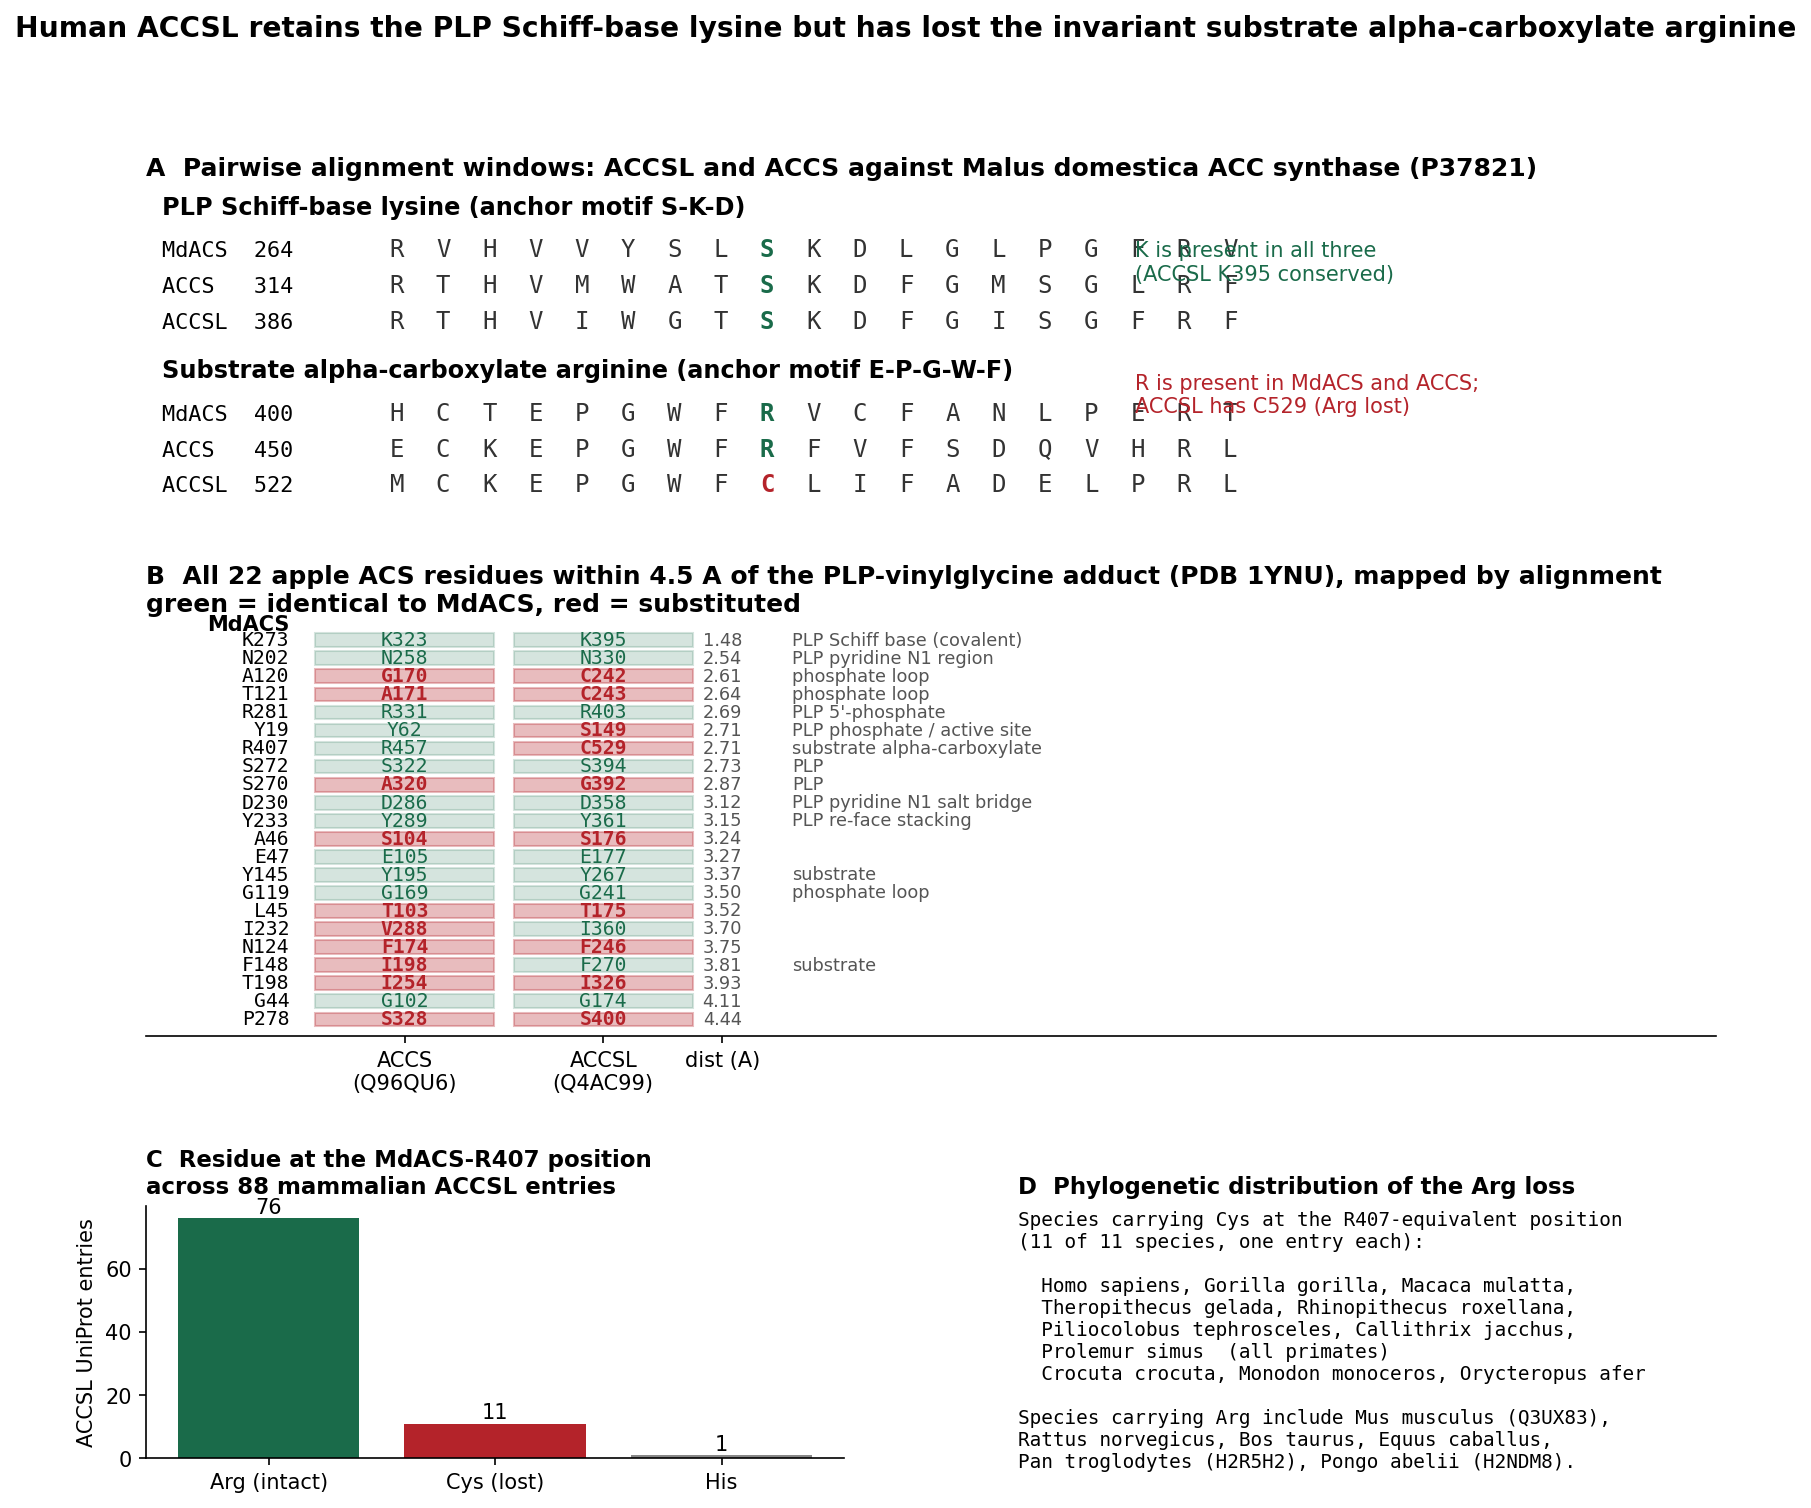 Human ACCSL retains the PLP Schiff-base lysine but has lost the invariant substrate alpha-carboxylate arginine
A  Pairwise alignment windows: ACCSL and ACCS against Malus domestica ACC synthase (P37821)
PLP Schiff-base lysine (anchor motif S-K-D)
MdACS 264 R V H V V Y S L S K D L G L P G F R V
K is present in all three
(ACCSL K395 conserved)
ACCS 314 R T H V M W A T S K D F G M S G L R F
ACCSL 386 R T H V I W G T S K D F G I S G F R F
Substrate alpha-carboxylate arginine (anchor motif E-P-G-W-F)
R is present in MdACS and ACCS;
ACCSL has C529 (Arg lost)
MdACS 400 H C T E P G W F R V C F A N L P E R T
ACCS 450 E C K E P G W F R F V F S D Q V H R L
ACCSL 522 M C K E P G W F C L I F A D E L P R L
B  All 22 apple ACS residues within 4.5 A of the PLP-vinylglycine adduct (PDB 1YNU), mapped by alignment
green = identical to MdACS, red = substituted
MdACS
K273 K323 K395 1.48 PLP Schiff base (covalent)
N202 N258 N330 2.54 PLP pyridine N1 region
A120 G170 C242 2.61 phosphate loop
T121 A171 C243 2.64 phosphate loop
R281 R331 R403 2.69 PLP 5'-phosphate
Y19 Y62 S149 2.71 PLP phosphate / active site
R407 R457 C529 2.71 substrate alpha-carboxylate
S272 S322 S394 2.73 PLP
S270 A320 G392 2.87 PLP
D230 D286 D358 3.12 PLP pyridine N1 salt bridge
Y233 Y289 Y361 3.15 PLP re-face stacking
A46 S104 S176 3.24
E47 E105 E177 3.27
Y145 Y195 Y267 3.37 substrate
G119 G169 G241 3.50 phosphate loop
L45 T103 T175 3.52
I232 V288 I360 3.70
N124 F174 F246 3.75
F148 I198 F270 3.81 substrate
T198 I254 I326 3.93
G44 G102 G174 4.11
P278 S328 S400 4.44
ACCS ACCSL dist (A)
(Q96QU6) (Q4AC99)
C  Residue at the MdACS-R407 position
across 88 mammalian ACCSL entries
76
11
1
ACCSL UniProt entries
60
40
20
0
Arg (intact) Cys (lost) His
D  Phylogenetic distribution of the Arg loss
Species carrying Cys at the R407-equivalent position
(11 of 11 species, one entry each):
Homo sapiens, Gorilla gorilla, Macaca mulatta,
Theropithecus gelada, Rhinopithecus roxellana,
Piliocolobus tephrosceles, Callithrix jacchus,
Prolemur simus  (all primates)
Crocuta crocuta, Monodon monoceros, Orycteropus afer
Species carrying Arg include Mus musculus (Q3UX83),
Rattus norvegicus, Bos taurus, Equus caballus,
Pan troglodytes (H2R5H2), Pongo abelii (H2NDM8).